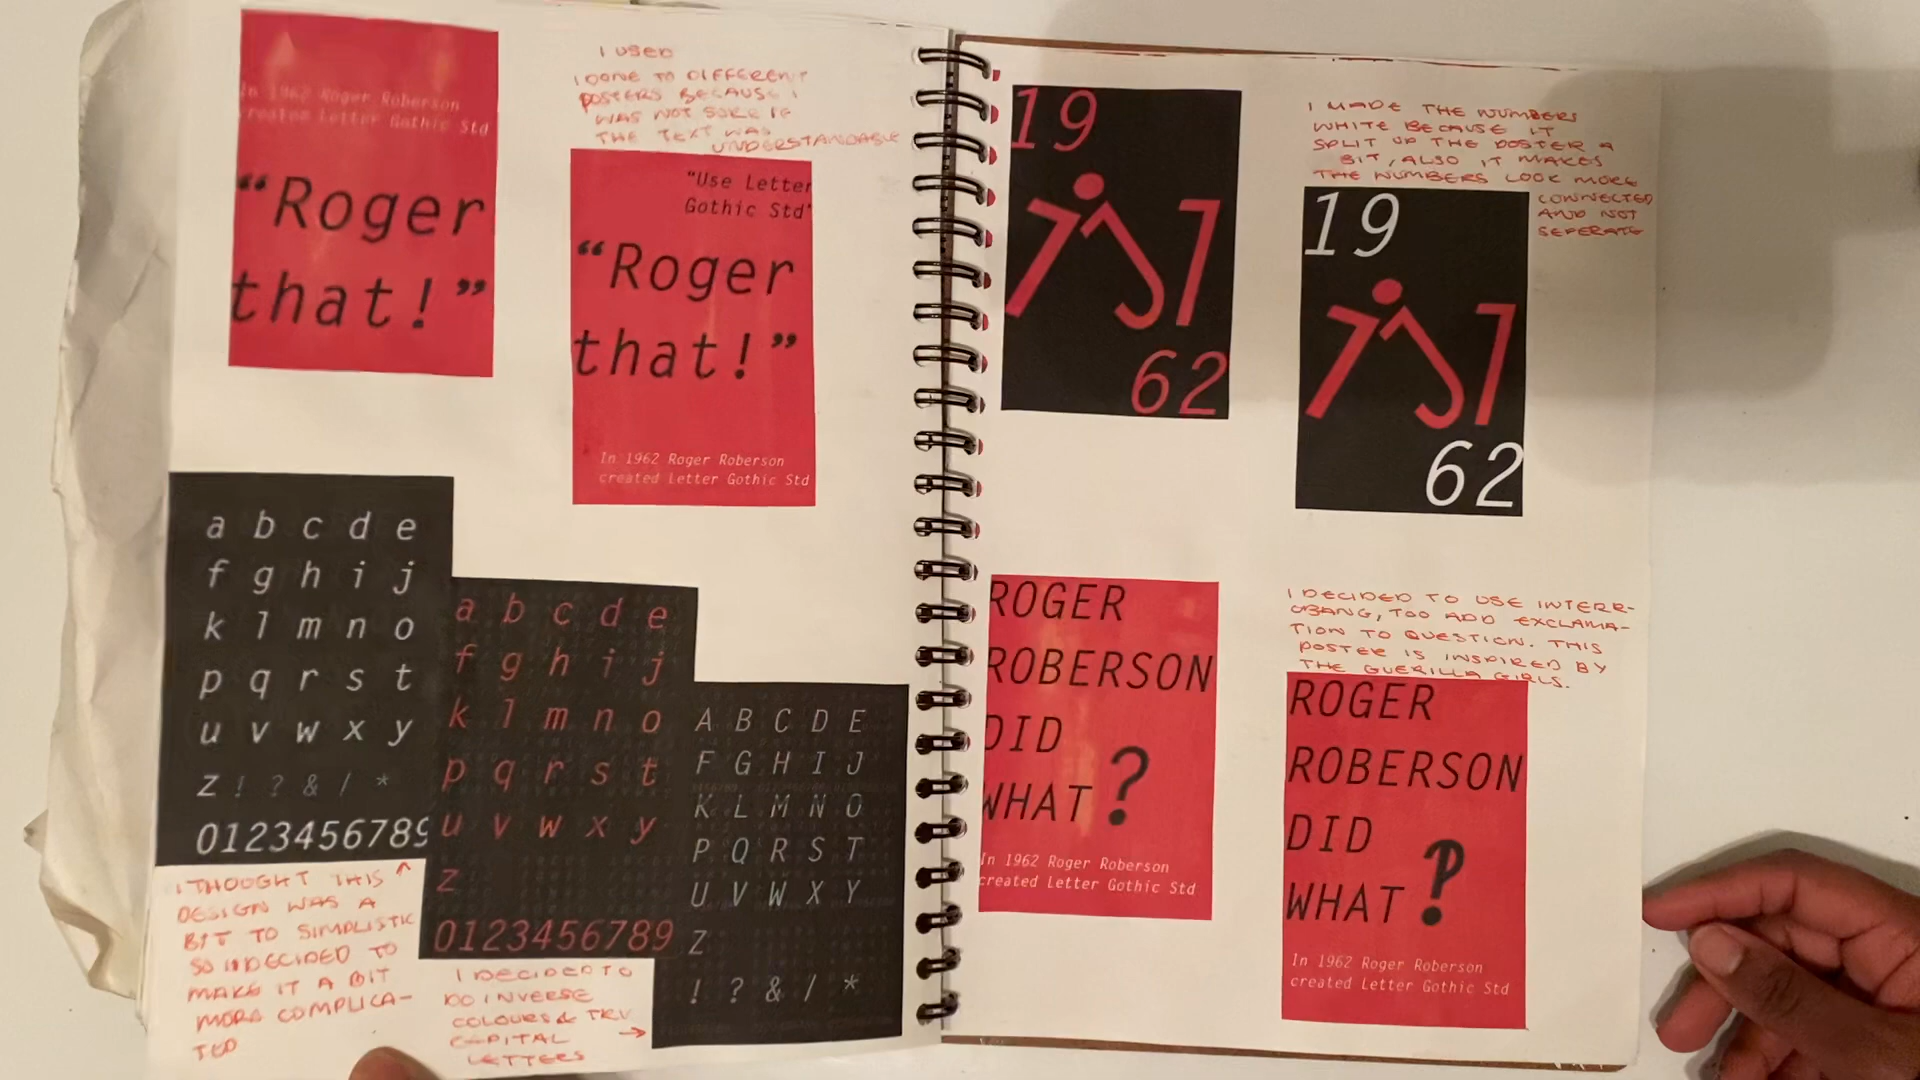 In 1962 Roger Roberson
created Letter Gothic Std
“Roger
that!”
I USED
I DONE TO DIFFERENT
POSTERS BECAUSE I
WAS NOT SURE IF
THE TEXT WAS
UNDERSTANDABLE
"Use Letter
Gothic Std"
“Roger
that!”
In 1962 Roger Roberson
created Letter Gothic Std
a b c d e
f g h i j
k l m n o
p q r s t
u v w x y
z ! ? & / *
0123456789
I THOUGHT THIS ^
DESIGN WAS A
BIT TO SIMPLISTIC
SO I DECIDED TO
MAKE IT A BIT
MORE COMPLICA-
TED
a b c d e
f g h i j
k l m n o
p q r s t
u v w x y
z
0123456789
I DECIDED TO
DO INVERSE
COLOURS & TRY
CAPITAL →
LETTERS
A B C D E
F G H I J
K L M N O
P Q R S T
U V W X Y
Z
! ? & / *
19
62
I MADE THE NUMBERS
WHITE BECAUSE IT
SPLIT UP THE POSTER A
BIT, ALSO IT MAKES
THE NUMBERS LOOK MORE
CONNECTED
AND NOT
SEPERATE
19
62
ROGER
ROBERSON
DID
WHAT?
In 1962 Roger Roberson
created Letter Gothic Std
I DECIDED TO USE INTERR-
OBANG, TOO ADD EXCLAMA-
TION TO QUESTION. THIS
POSTER IS INSPIRED BY
THE GUERILLA GIRLS.
ROGER
ROBERSON
DID
WHAT‽
In 1962 Roger Roberson
created Letter Gothic Std